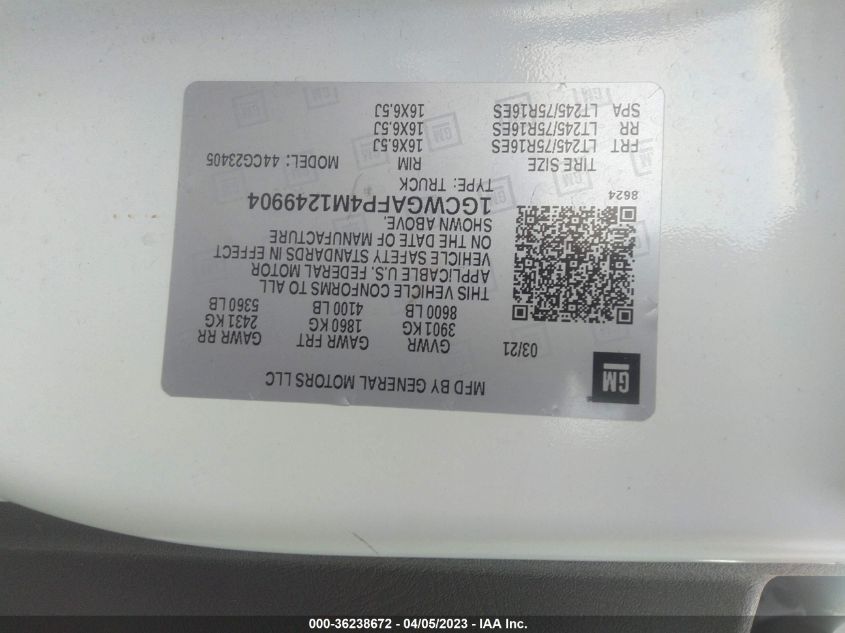 GM
MFD BY GENERAL MOTORS LLC
03/21
GVWR GAWR FRT GAWR RR
3901 KG 1860 KG 2431 KG
8600 LB 4100 LB 5360 LB
THIS VEHICLE CONFORMS TO ALL
APPLICABLE U.S. FEDERAL MOTOR
VEHICLE SAFETY STANDARDS IN EFFECT
ON THE DATE OF MANUFACTURE
SHOWN ABOVE.
1GCWGAFP4M1249904
8624 TYPE: TRUCK
TIRE SIZE RIM MODEL: 44CG23405
FRT LT245/75R16ES 16X6.5J
RR LT245/75R16ES 16X6.5J
SPA LT245/75R16ES 16X6.5J
000-36238672 - 04/05/2023 - IAA Inc.